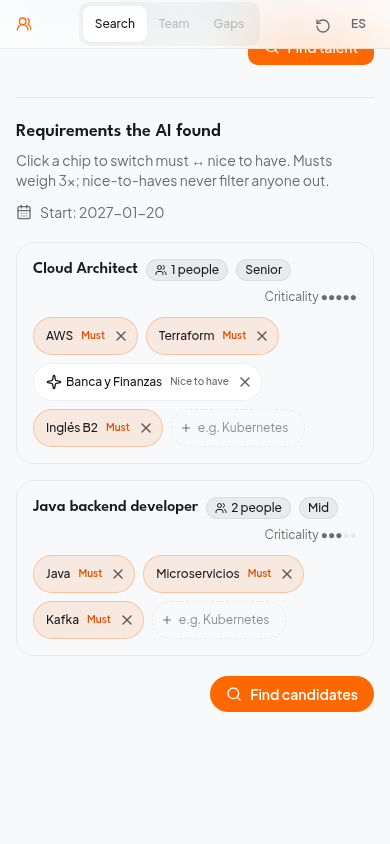 Search Team Gaps ES
Find talent
Requirements the AI found
Click a chip to switch must ↔ nice to have. Musts
weigh 3×; nice-to-haves never filter anyone out.
Start: 2027-01-20
Cloud Architect 1 people Senior
Criticality ●●●●●
AWS Must × Terraform Must ×
Banca y Finanzas Nice to have ×
Inglés B2 Must × + e.g. Kubernetes
Java backend developer 2 people Mid
Criticality ●●●●●
Java Must × Microservicios Must ×
Kafka Must × + e.g. Kubernetes
Find candidates